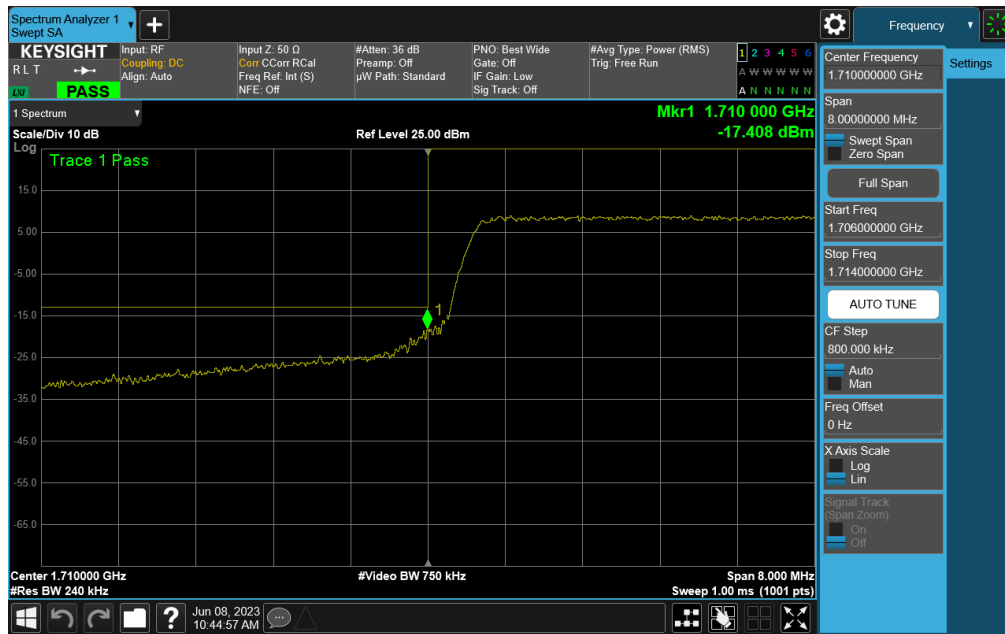 Spectrum Analyzer 1
Swept SA
Frequency
KEYSIGHT
R L T
LXI
PASS
Input: RF
Coupling: DC
Align: Auto
Input Z: 50 Ω
Corr CCorr RCal
Freq Ref: Int (S)
NFE: Off
#Atten: 36 dB
Preamp: Off
µW Path: Standard
PNO: Best Wide
Gate: Off
IF Gain: Low
Sig Track: Off
#Avg Type: Power (RMS)
Trig: Free Run
1 2 3 4 5 6
A W W W W W
A N N N N N
1 Spectrum
Scale/Div 10 dB
Ref Level 25.00 dBm
Mkr1 1.710 000 GHz
-17.408 dBm
Log
Trace 1 Pass
15.0
5.00
-5.00
-15.0
-25.0
-35.0
-45.0
-55.0
-65.0
1
Center 1.710000 GHz
#Video BW 750 kHz
Span 8.000 MHz
#Res BW 240 kHz
Sweep 1.00 ms (1001 pts)
Jun 08, 2023
10:44:57 AM
Center Frequency
1.710000000 GHz
Settings
Span
8.00000000 MHz
Swept Span
Zero Span
Full Span
Start Freq
1.706000000 GHz
Stop Freq
1.714000000 GHz
AUTO TUNE
CF Step
800.000 kHz
Auto
Man
Freq Offset
0 Hz
X Axis Scale
Log
Lin
Signal Track
(Span Zoom)
On
Off